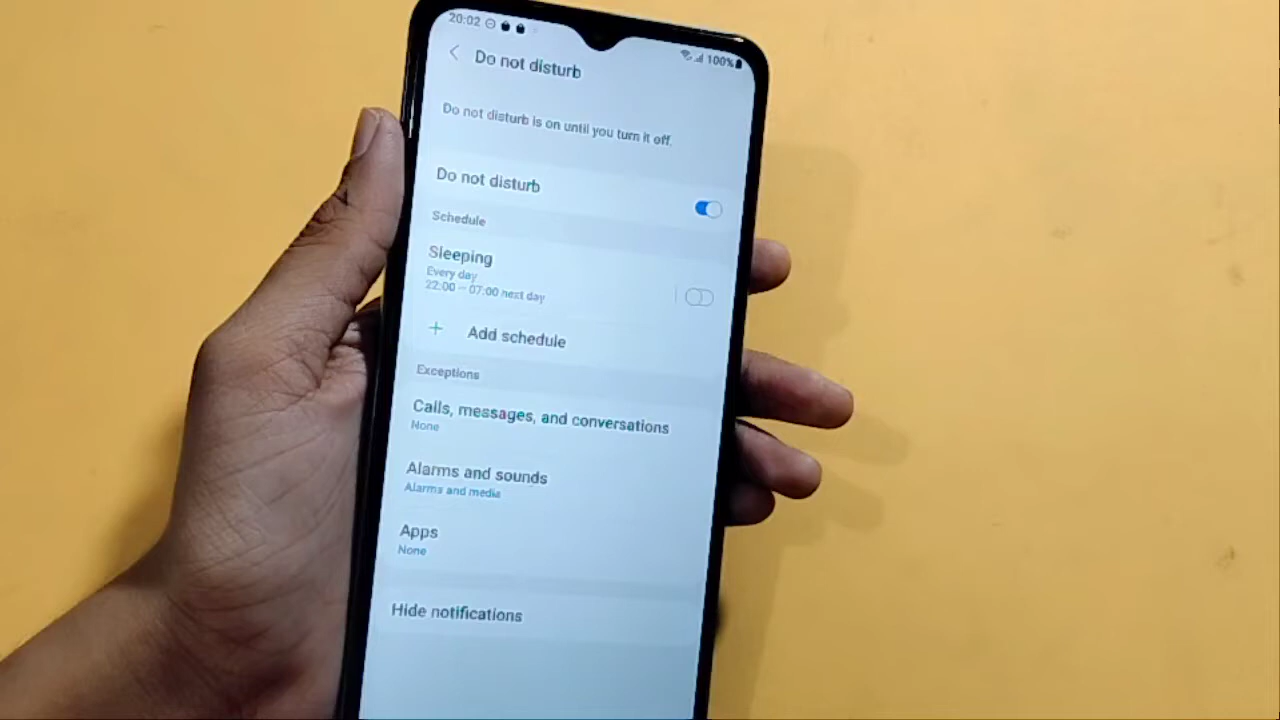 20:02
100%
Do not disturb
Do not disturb is on until you turn it off.
Do not disturb
Schedule
Sleeping
Every day
22:00 – 07:00 next day
+ Add schedule
Exceptions
Calls, messages, and conversations
None
Alarms and sounds
Alarms and media
Apps
None
Hide notifications